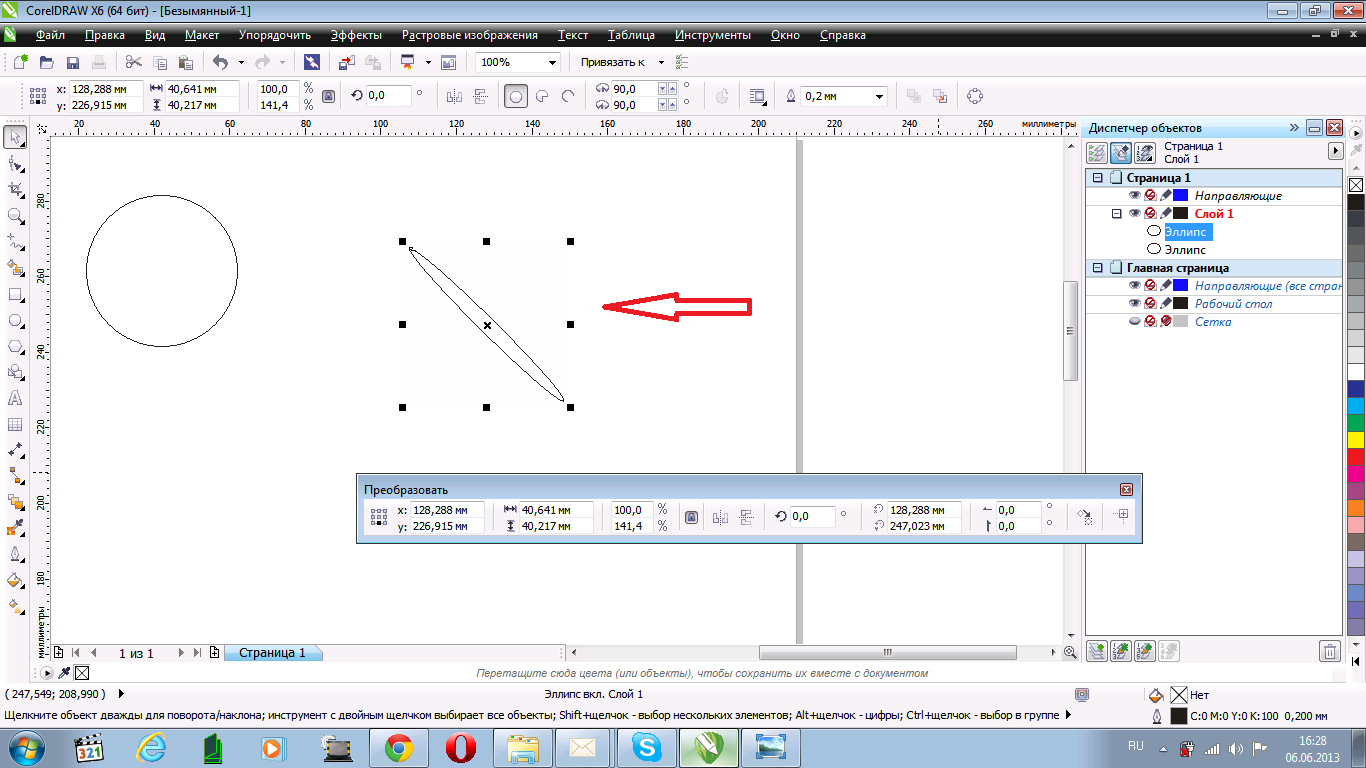 CorelDRAW X6 (64 бит) - [Безымянный-1]
Файл Правка Вид Макет Упорядочить Эффекты Растровые изображения Текст Таблица Инструменты Окно Справка
100% Привязать к
x: 128,288 мм 40,641 мм 100,0 % 0,0 ° 90,0 ° 0,2 мм
y: 226,915 мм 40,217 мм 141,4 % 90,0 °
20 40 60 80 100 120 140 160 180 200 220 240 260 миллиметры
280
260
240
220
200
180
миллиметры
Диспетчер объектов
Страница 1
Слой 1
Страница 1
Направляющие
Слой 1
Эллипс
Эллипс
Главная страница
Направляющие (все стран
Рабочий стол
Сетка
Преобразовать
x: 128,288 мм 40,641 мм 100,0 % 0,0 ° 128,288 мм 0,0 °
y: 226,915 мм 40,217 мм 141,4 % 247,023 мм 0,0 °
1 из 1 Страница 1
Перетащите сюда цвета (или объекты), чтобы сохранить их вместе с документом
( 247,549; 208,990 ) Эллипс вкл. Слой 1 Нет
Щелкните объект дважды для поворота/наклона; инструмент с двойным щелчком выбирает все объекты; Shift+щелчок - выбор нескольких элементов; Alt+щелчок - цифры; Ctrl+щелчок - выбор в группе C:0 M:0 Y:0 K:100 0,200 мм
321
RU 16:28
06.06.2013